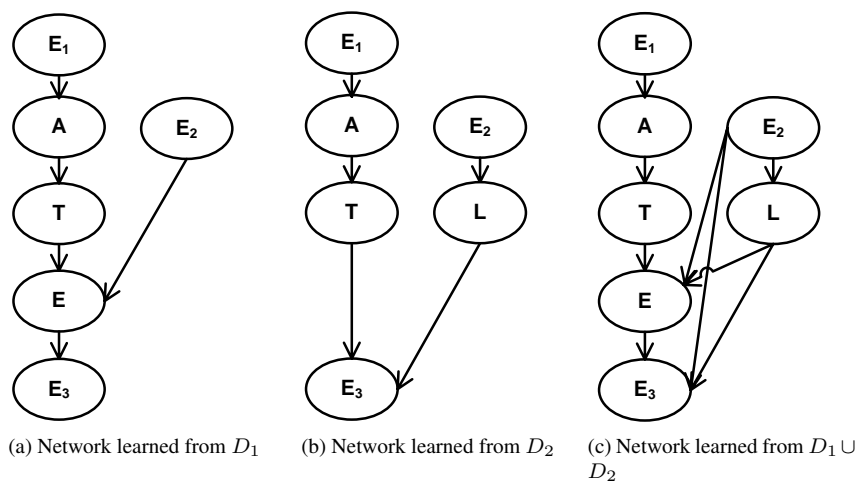 E₁
A
E₂
T
E
E₃
(a) Network learned from D₁
E₁
A
E₂
T
L
E₃
(b) Network learned from D₂
E₁
A
E₂
T
L
E
E₃
(c) Network learned from D₁ ∪
D₂